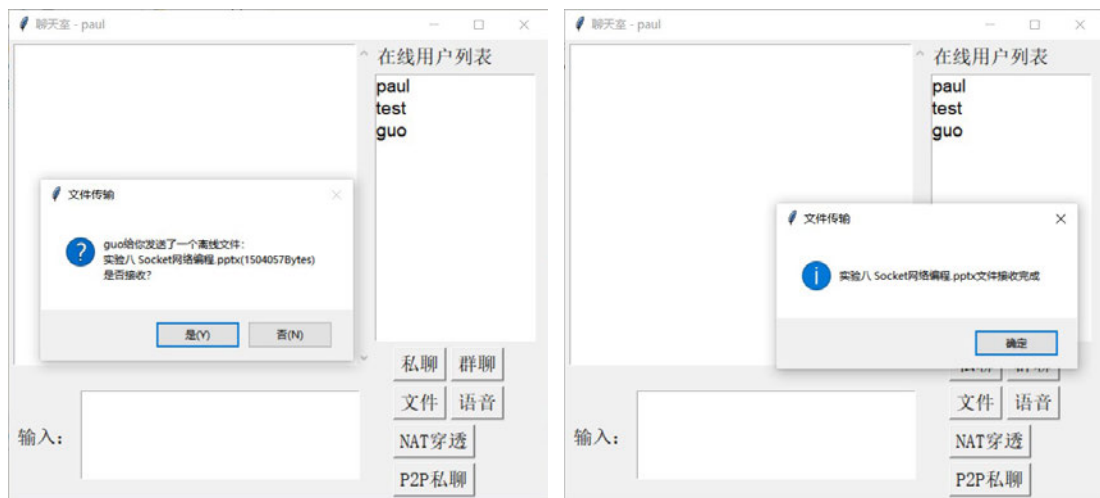 聊天室 - paul
在线用户列表
paul
test
guo
文件传输
guo给你发送了一个离线文件:
实验八 Socket网络编程.pptx(1504057Bytes)
是否接收?
是(Y)
否(N)
私聊
群聊
文件
语音
输入:
NAT穿透
P2P私聊
聊天室 - paul
在线用户列表
paul
test
guo
文件传输
实验八 Socket网络编程.pptx文件接收完成
确定
私聊
群聊
文件
语音
输入:
NAT穿透
P2P私聊